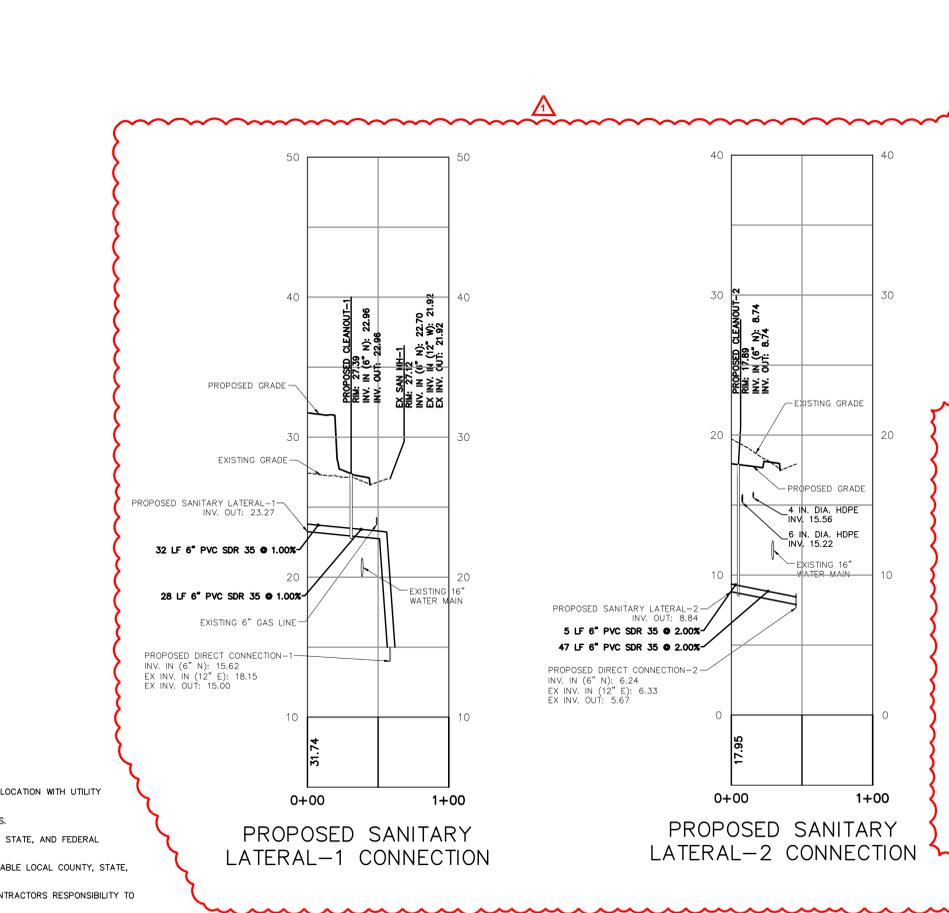 1
50
50
40
30
30
20
10
10
PROPOSED CLEANOUT-1
RIM: 27.39
INV. IN (6" N): 22.96
INV. OUT: 22.96
EX SAN MH-1
RIM: 27.12
INV. IN (6" N): 22.70
EX INV. IN (12" W): 21.92
EX INV. OUT: 21.92
PROPOSED GRADE
EXISTING GRADE
PROPOSED SANITARY LATERAL-1
INV. OUT: 23.27
32 LF 6" PVC SDR 35 @ 1.00%
28 LF 6" PVC SDR 35 @ 1.00%
EXISTING 6" GAS LINE
EXISTING 16"
WATER MAIN
PROPOSED DIRECT CONNECTION-1
INV. IN (6" N): 15.62
EX INV. IN (12" E): 18.15
EX INV. OUT: 15.00
40
20
31.74
0+00
1+00
PROPOSED SANITARY
LATERAL-1 CONNECTION
40
40
30
30
20
20
10
10
0
0
PROPOSED CLEANOUT-2
RIM: 17.89
INV. IN (6" N): 8.74
INV. OUT: 8.74
EXISTING GRADE
PROPOSED GRADE
4 IN. DIA. HDPE
INV. 15.56
6 IN. DIA. HDPE
INV. 15.22
EXISTING 16"
WATER MAIN
PROPOSED SANITARY LATERAL-2
INV. OUT: 8.84
5 LF 6" PVC SDR 35 @ 2.00%
47 LF 6" PVC SDR 35 @ 2.00%
PROPOSED DIRECT CONNECTION-2
INV. IN (6" N): 6.24
EX INV. IN (12" E): 6.33
EX INV. OUT: 5.67
17.95
0+00
1+00
PROPOSED SANITARY
LATERAL-2 CONNECTION
LOCATION WITH UTILITY
S.
STATE, AND FEDERAL
ABLE LOCAL COUNTY, STATE,
NTRACTORS RESPONSIBILITY TO